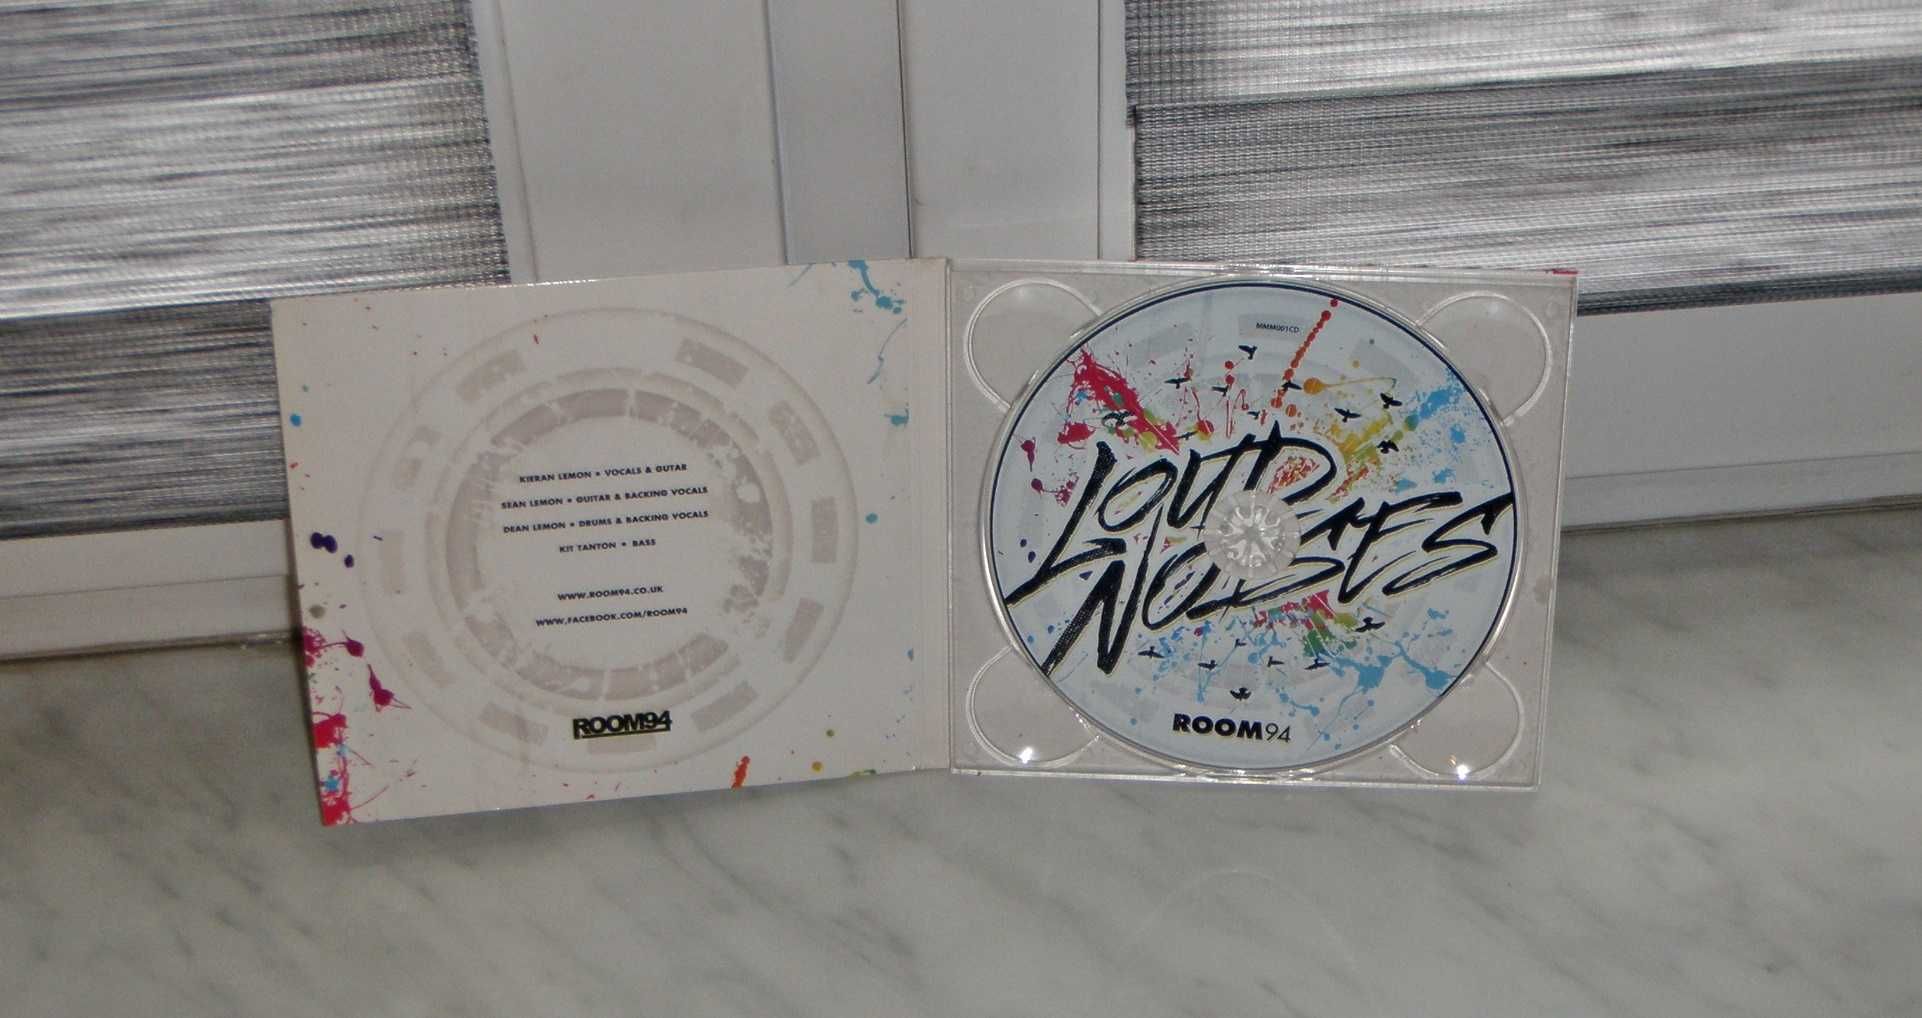 KIERAN LEMON • VOCALS & GUTAR
SEAN LEMON • GUITAR & BACKING VOCALS
DEAN LEMON • DRUMS & BACKING VOCALS
KIT TANTON • BASS
WWW.ROOM94.CO.UK
WWW.FACEBOOK.COM/ROOM94
ROOM94
MMM001CD
LOUD
NOISES
ROOM94